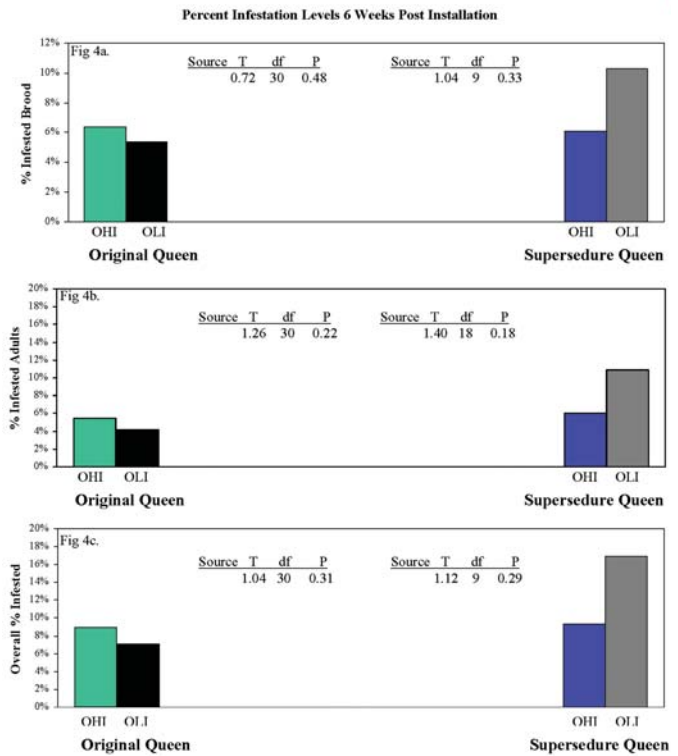 Percent Infestation Levels 6 Weeks Post Installation
Fig 4a.
% Infested Brood
12%
10%
8%
6%
4%
2%
0%
Source T df P
0.72 30 0.48
Source T df P
1.04 9 0.33
OHI OLI
Original Queen
OHI OLI
Supersedure Queen
Fig 4b.
% Infested Adults
20%
18%
16%
14%
12%
10%
8%
6%
4%
2%
0%
Source T df P
1.26 30 0.22
Source T df P
1.40 18 0.18
OHI OLI
Original Queen
OHI OLI
Supersedure Queen
Fig 4c.
Overall % Infested
20%
18%
16%
14%
12%
10%
8%
6%
4%
2%
0%
Source T df P
1.04 30 0.31
Source T df P
1.12 9 0.29
OHI OLI
Original Queen
OHI OLI
Supersedure Queen